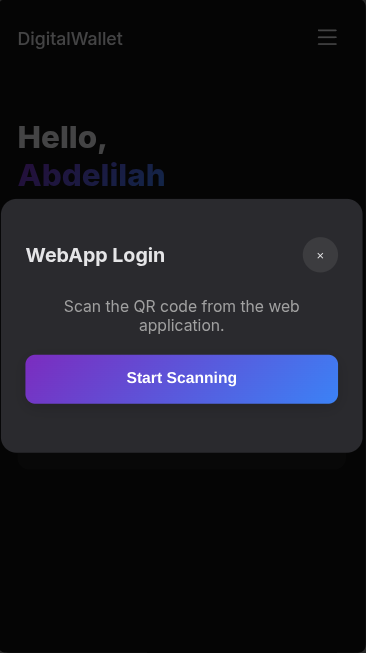 DigitalWallet
Hello,
Abdelilah
WebApp Login
×
Scan the QR code from the web
application.
Start Scanning